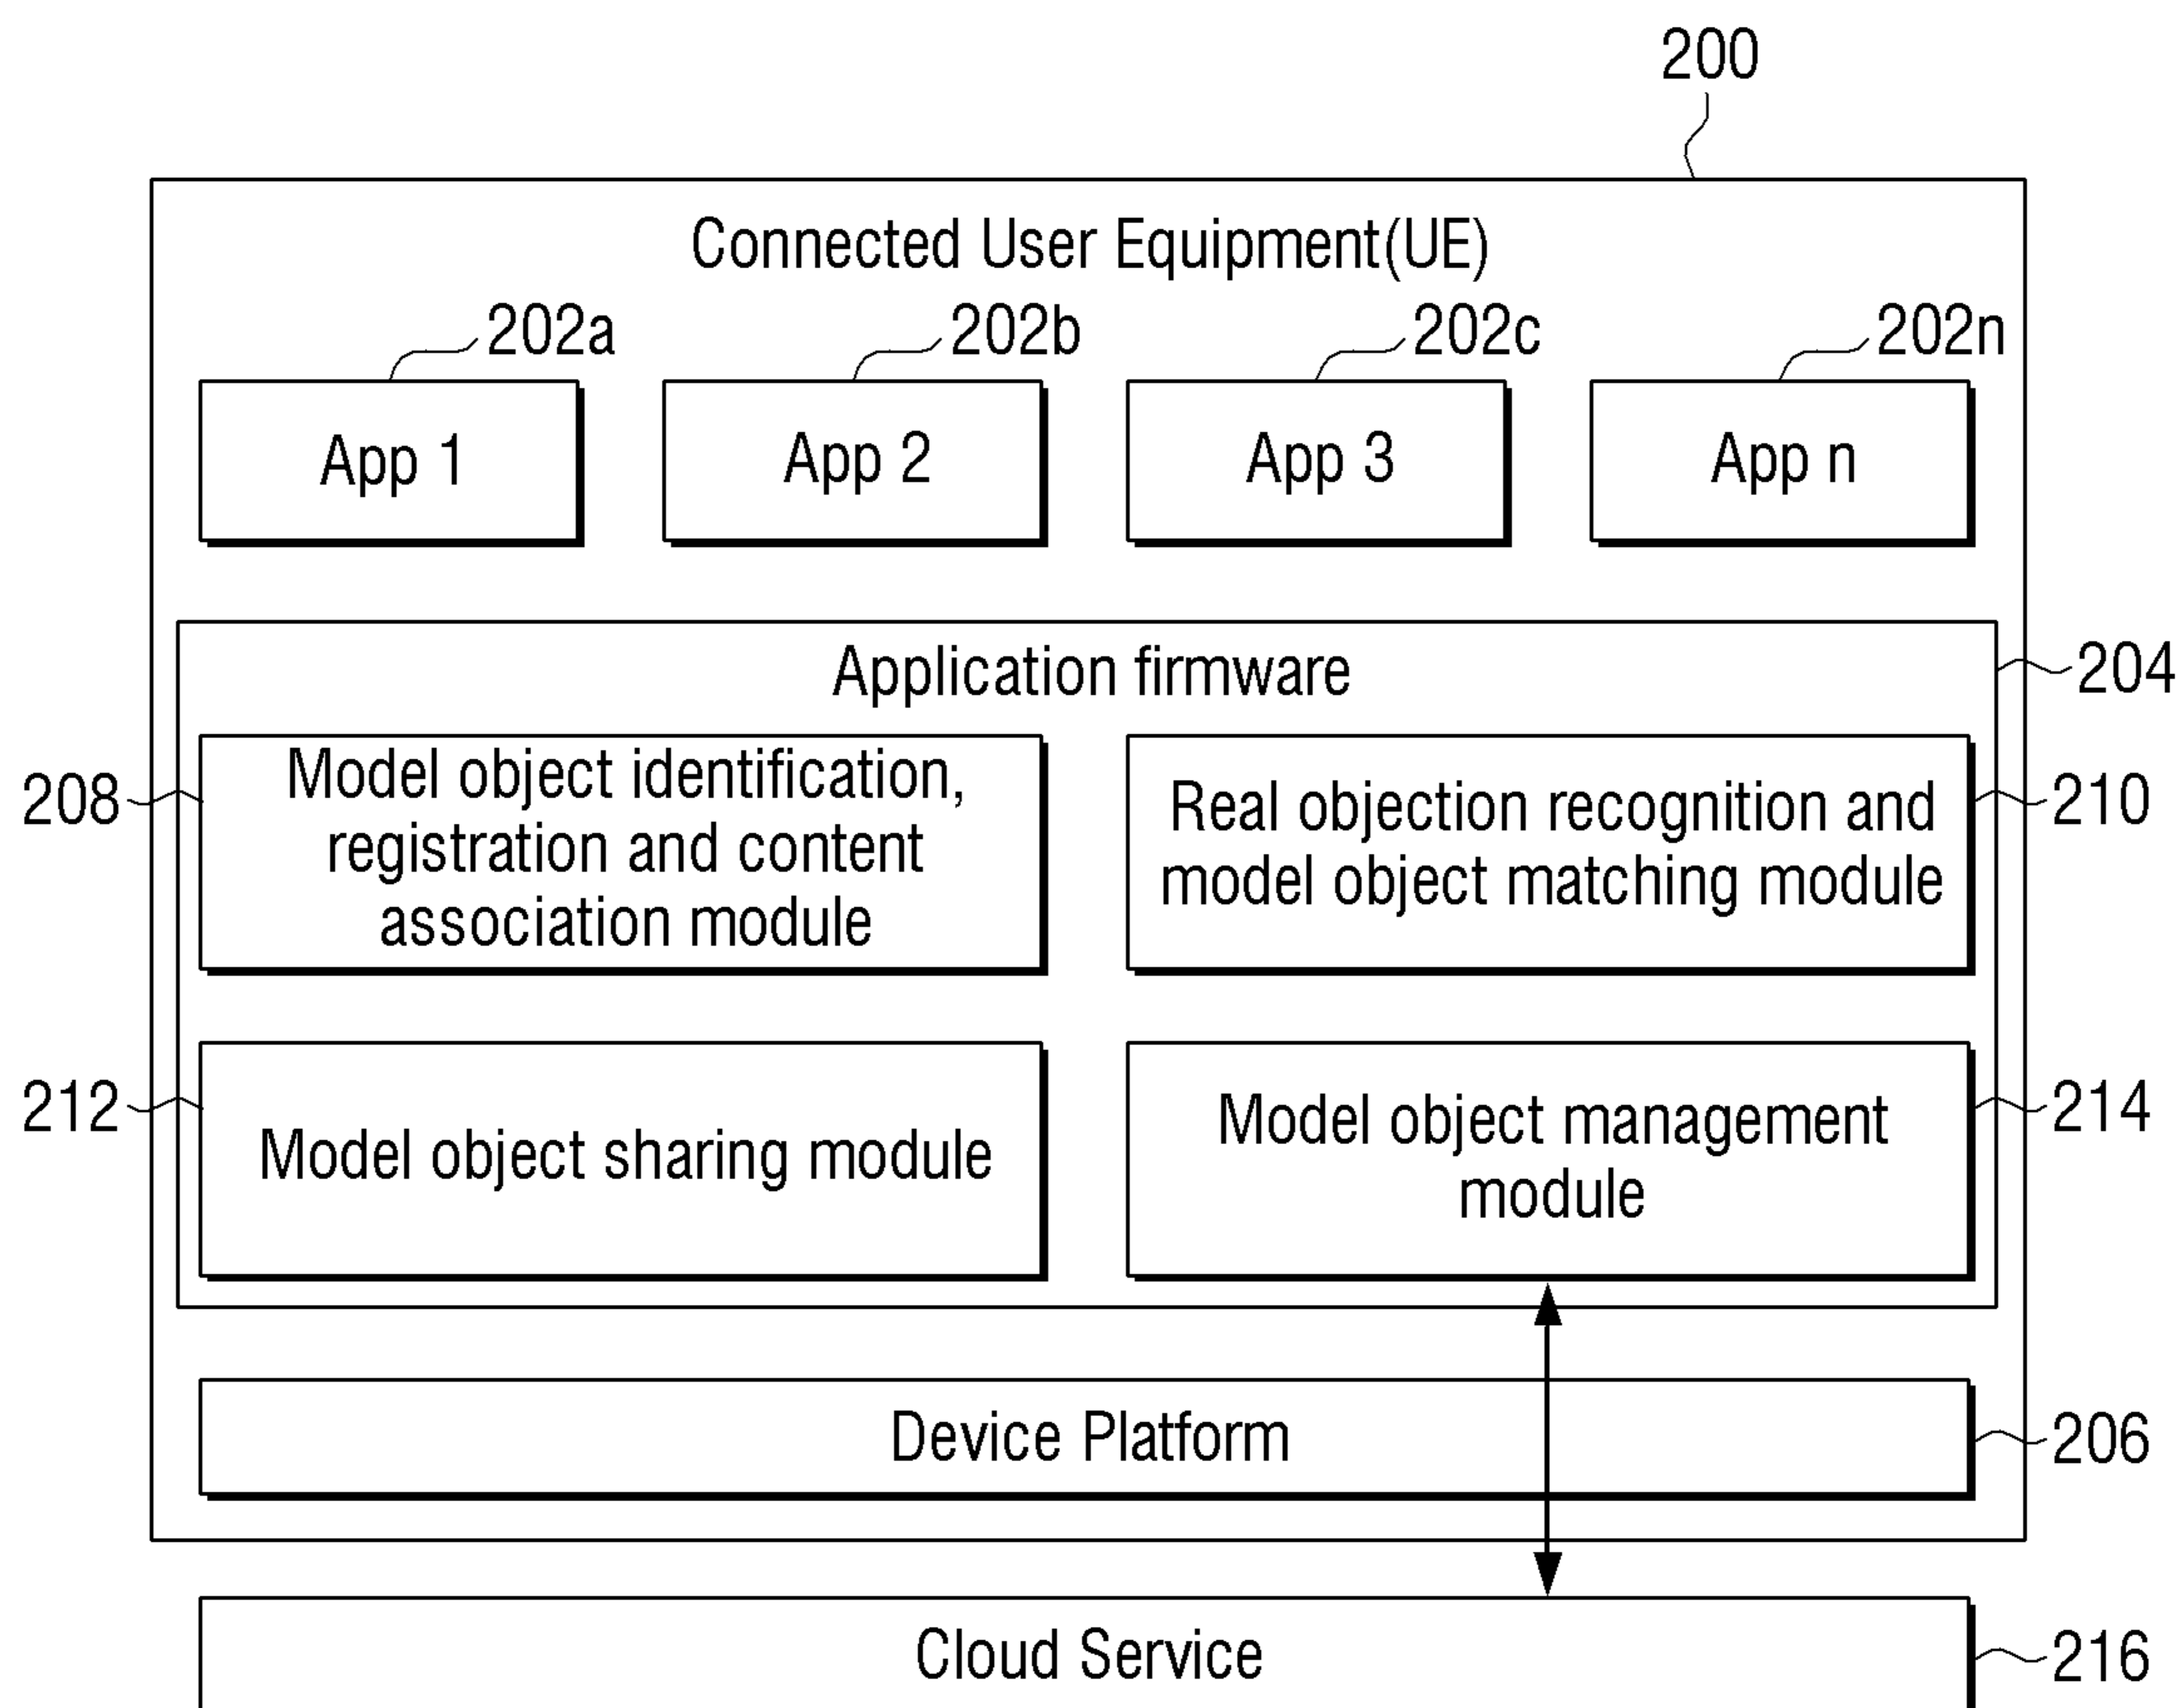 200
Connected User Equipment(UE)
202a
202b
202c
202n
App 1
App 2
App 3
App n
Application firmware
204
208
Model object identification,
registration and content
association module
Real objection recognition and
model object matching module
210
212
Model object sharing module
Model object management
module
214
Device Platform
206
Cloud Service
216